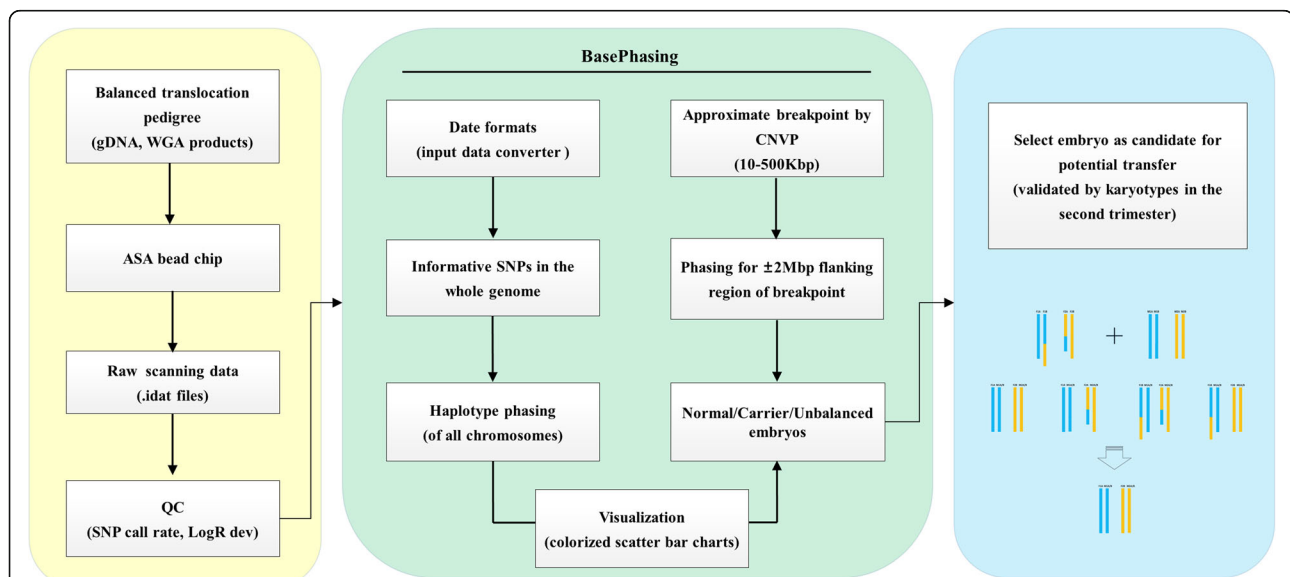 Balanced translocation
pedigree
(gDNA, WGA products)
ASA bead chip
Raw scanning data
(.idat files)
QC
(SNP call rate, LogR dev)
BasePhasing
Date formats
(input data converter )
Informative SNPs in the
whole genome
Haplotype phasing
(of all chromosomes)
Visualization
(colorized scatter bar charts)
Approximate breakpoint by
CNVP
(10-500Kbp)
Phasing for ±2Mbp flanking
region of breakpoint
Normal/Carrier/Unbalanced
embryos
Select embryo as candidate for
potential transfer
(validated by karyotypes in the
second trimester)
+